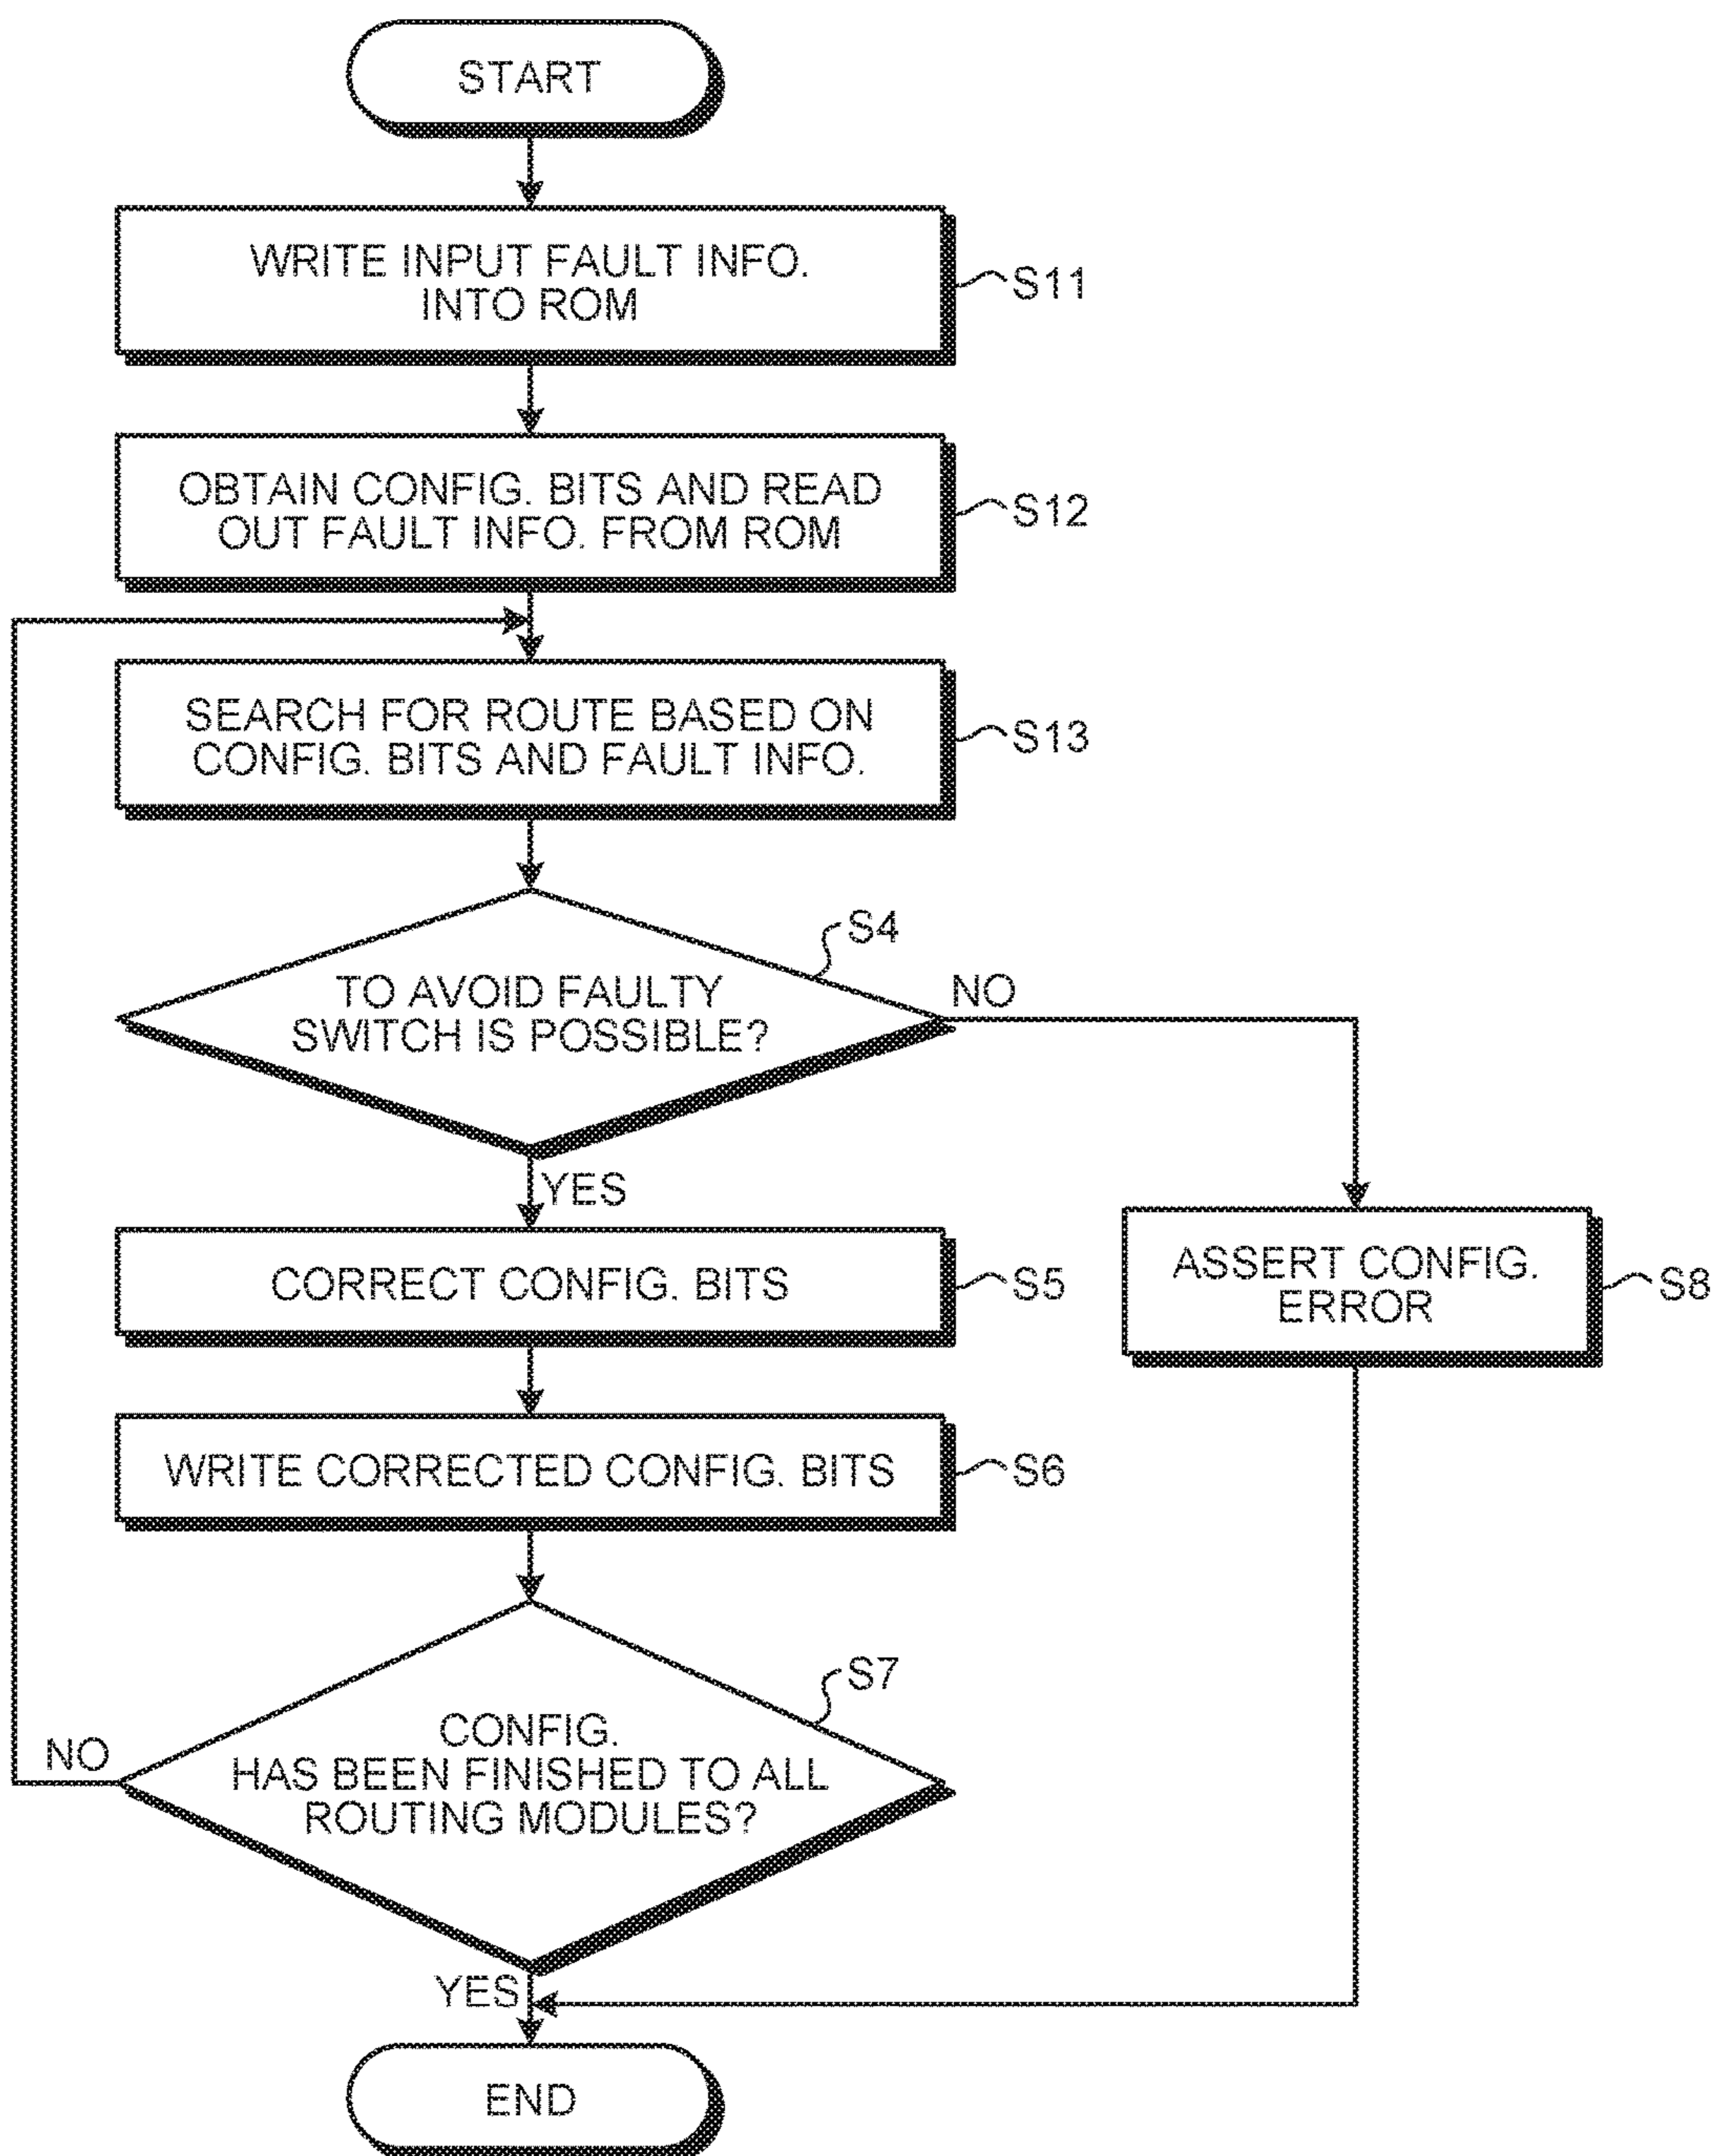 START
WRITE INPUT FAULT INFO.
INTO ROM
S11
OBTAIN CONFIG. BITS AND READ
OUT FAULT INFO. FROM ROM
S12
SEARCH FOR ROUTE BASED ON
CONFIG. BITS AND FAULT INFO.
S13
S4
TO AVOID FAULTY
SWITCH IS POSSIBLE?
NO
YES
CORRECT CONFIG. BITS
S5
ASSERT CONFIG.
ERROR
S8
WRITE CORRECTED CONFIG. BITS
S6
S7
CONFIG.
HAS BEEN FINISHED TO ALL
ROUTING MODULES?
NO
YES
END